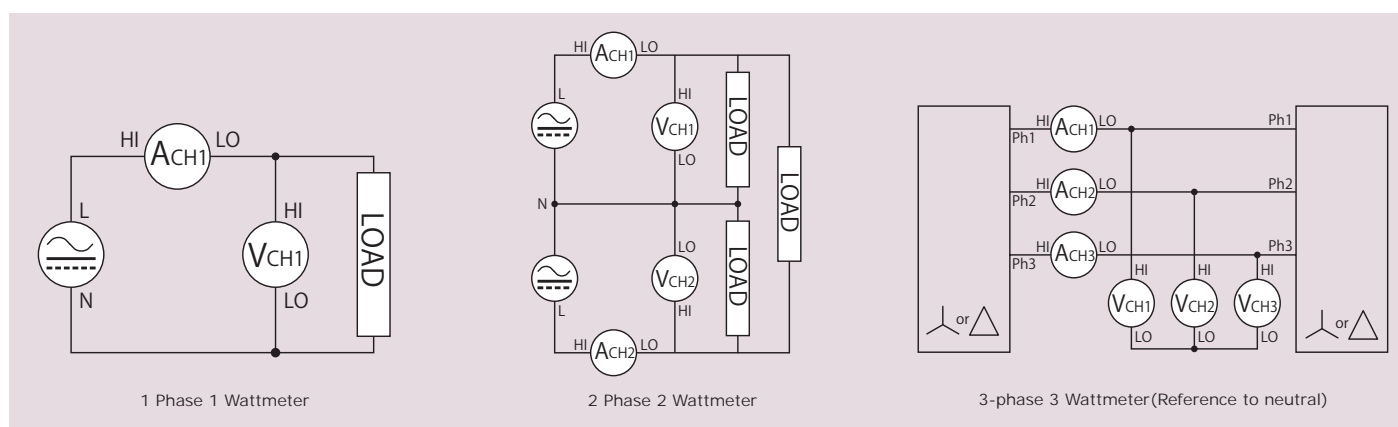 HI ACH1 LO
L
HI
VCH1
LO
LOAD
N
1 Phase 1 Wattmeter
HI ACH1 LO
L
HI
VCH1
LO
LOAD
LOAD
N
LO
VCH2
HI
LOAD
L
HI ACH2 LO
2 Phase 2 Wattmeter
Ph1 HI ACH1 LO Ph1
Ph2 HI ACH2 LO Ph2
Ph3 HI ACH3 LO Ph3
HI HI HI
VCH1 VCH2 VCH3
LO LO LO
or
or
3-phase 3 Wattmeter(Reference to neutral)